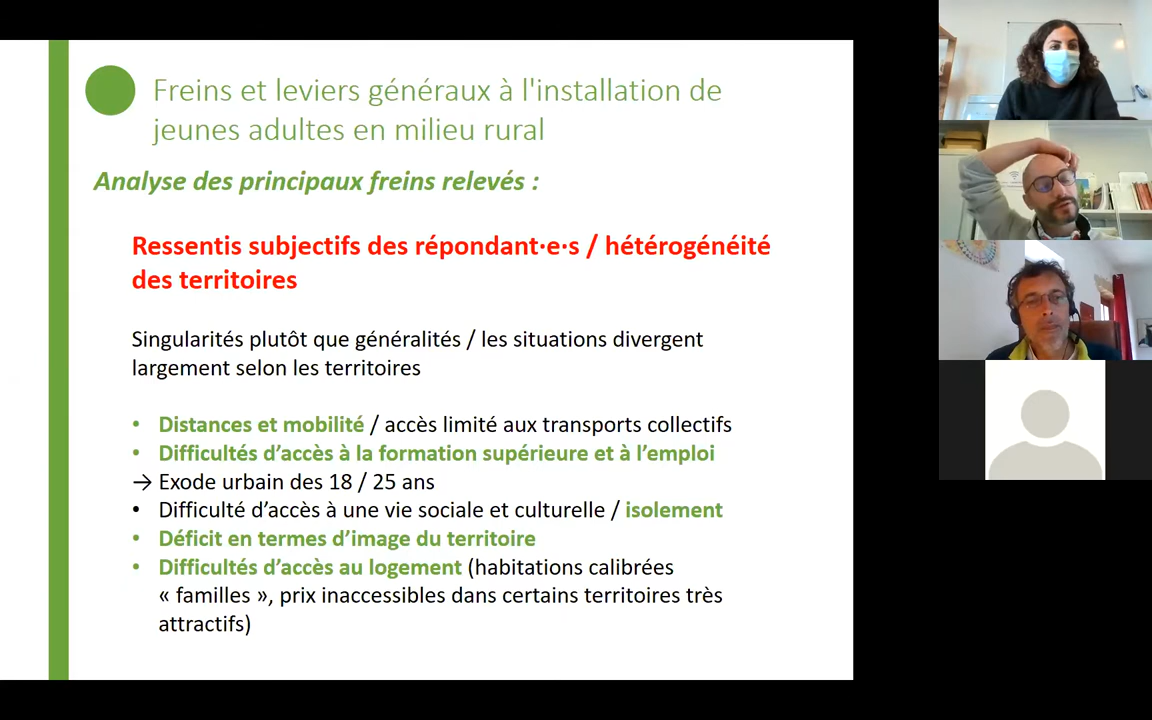 Freins et leviers généraux à l'installation de
jeunes adultes en milieu rural
Analyse des principaux freins relevés :
Ressentis subjectifs des répondant·e·s / hétérogénéité
des territoires
Singularités plutôt que généralités / les situations divergent
largement selon les territoires
• Distances et mobilité / accès limité aux transports collectifs
• Difficultés d’accès à la formation supérieure et à l’emploi
→ Exode urbain des 18 / 25 ans
• Difficulté d’accès à une vie sociale et culturelle / isolement
• Déficit en termes d’image du territoire
• Difficultés d’accès au logement (habitations calibrées
« familles », prix inaccessibles dans certains territoires très
attractifs)